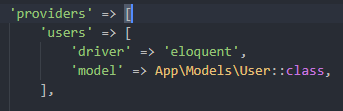 'providers' => [
    'users' => [
        'driver' => 'eloquent',
        'model' => App\Models\User::class,
    ],